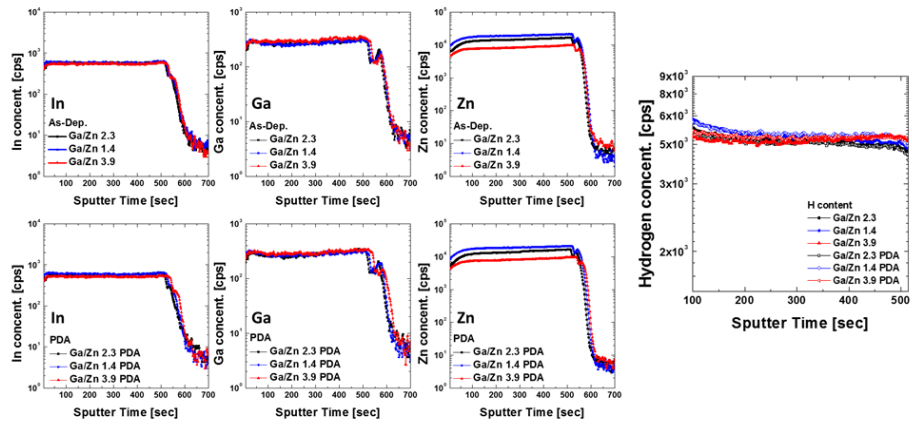 In concent. [cps]
10⁴
10³
10²
10¹
10⁰
In
As-Dep.
Ga/Zn 2.3
Ga/Zn 1.4
Ga/Zn 3.9
100 200 300 400 500 600 700
Sputter Time [sec]
Ga concent. [cps]
10³
10²
10¹
10⁰
Ga
As-Dep.
Ga/Zn 2.3
Ga/Zn 1.4
Ga/Zn 3.9
100 200 300 400 500 600 700
Sputter Time [sec]
Zn concent. [cps]
10⁵
10⁴
10³
10²
10¹
10⁰
Zn
As-Dep.
Ga/Zn 2.3
Ga/Zn 1.4
Ga/Zn 3.9
100 200 300 400 500 600 700
Sputter Time [sec]
In concent. [cps]
10⁴
10³
10²
10¹
10⁰
In
PDA
Ga/Zn 2.3 PDA
Ga/Zn 1.4 PDA
Ga/Zn 3.9 PDA
0 100 200 300 400 500 600 700
Sputter Time [sec]
Ga concent. [cps]
10³
10²
10¹
10⁰
Ga
PDA
Ga/Zn 2.3 PDA
Ga/Zn 1.4 PDA
Ga/Zn 3.9 PDA
0 100 200 300 400 500 600 700
Sputter Time [sec]
Zn concent. [cps]
10⁵
10⁴
10³
10²
10¹
10⁰
Zn
PDA
Ga/Zn 2.3 PDA
Ga/Zn 1.4 PDA
Ga/Zn 3.9 PDA
0 100 200 300 400 500 600 700
Sputter Time [sec]
Hydrogen concent. [cps]
9x10³
6x10³
5x10³
3x10³
2x10³
H content
Ga/Zn 2.3
Ga/Zn 1.4
Ga/Zn 3.9
Ga/Zn 2.3 PDA
Ga/Zn 1.4 PDA
Ga/Zn 3.9 PDA
100 200 300 400 500
Sputter Time [sec]